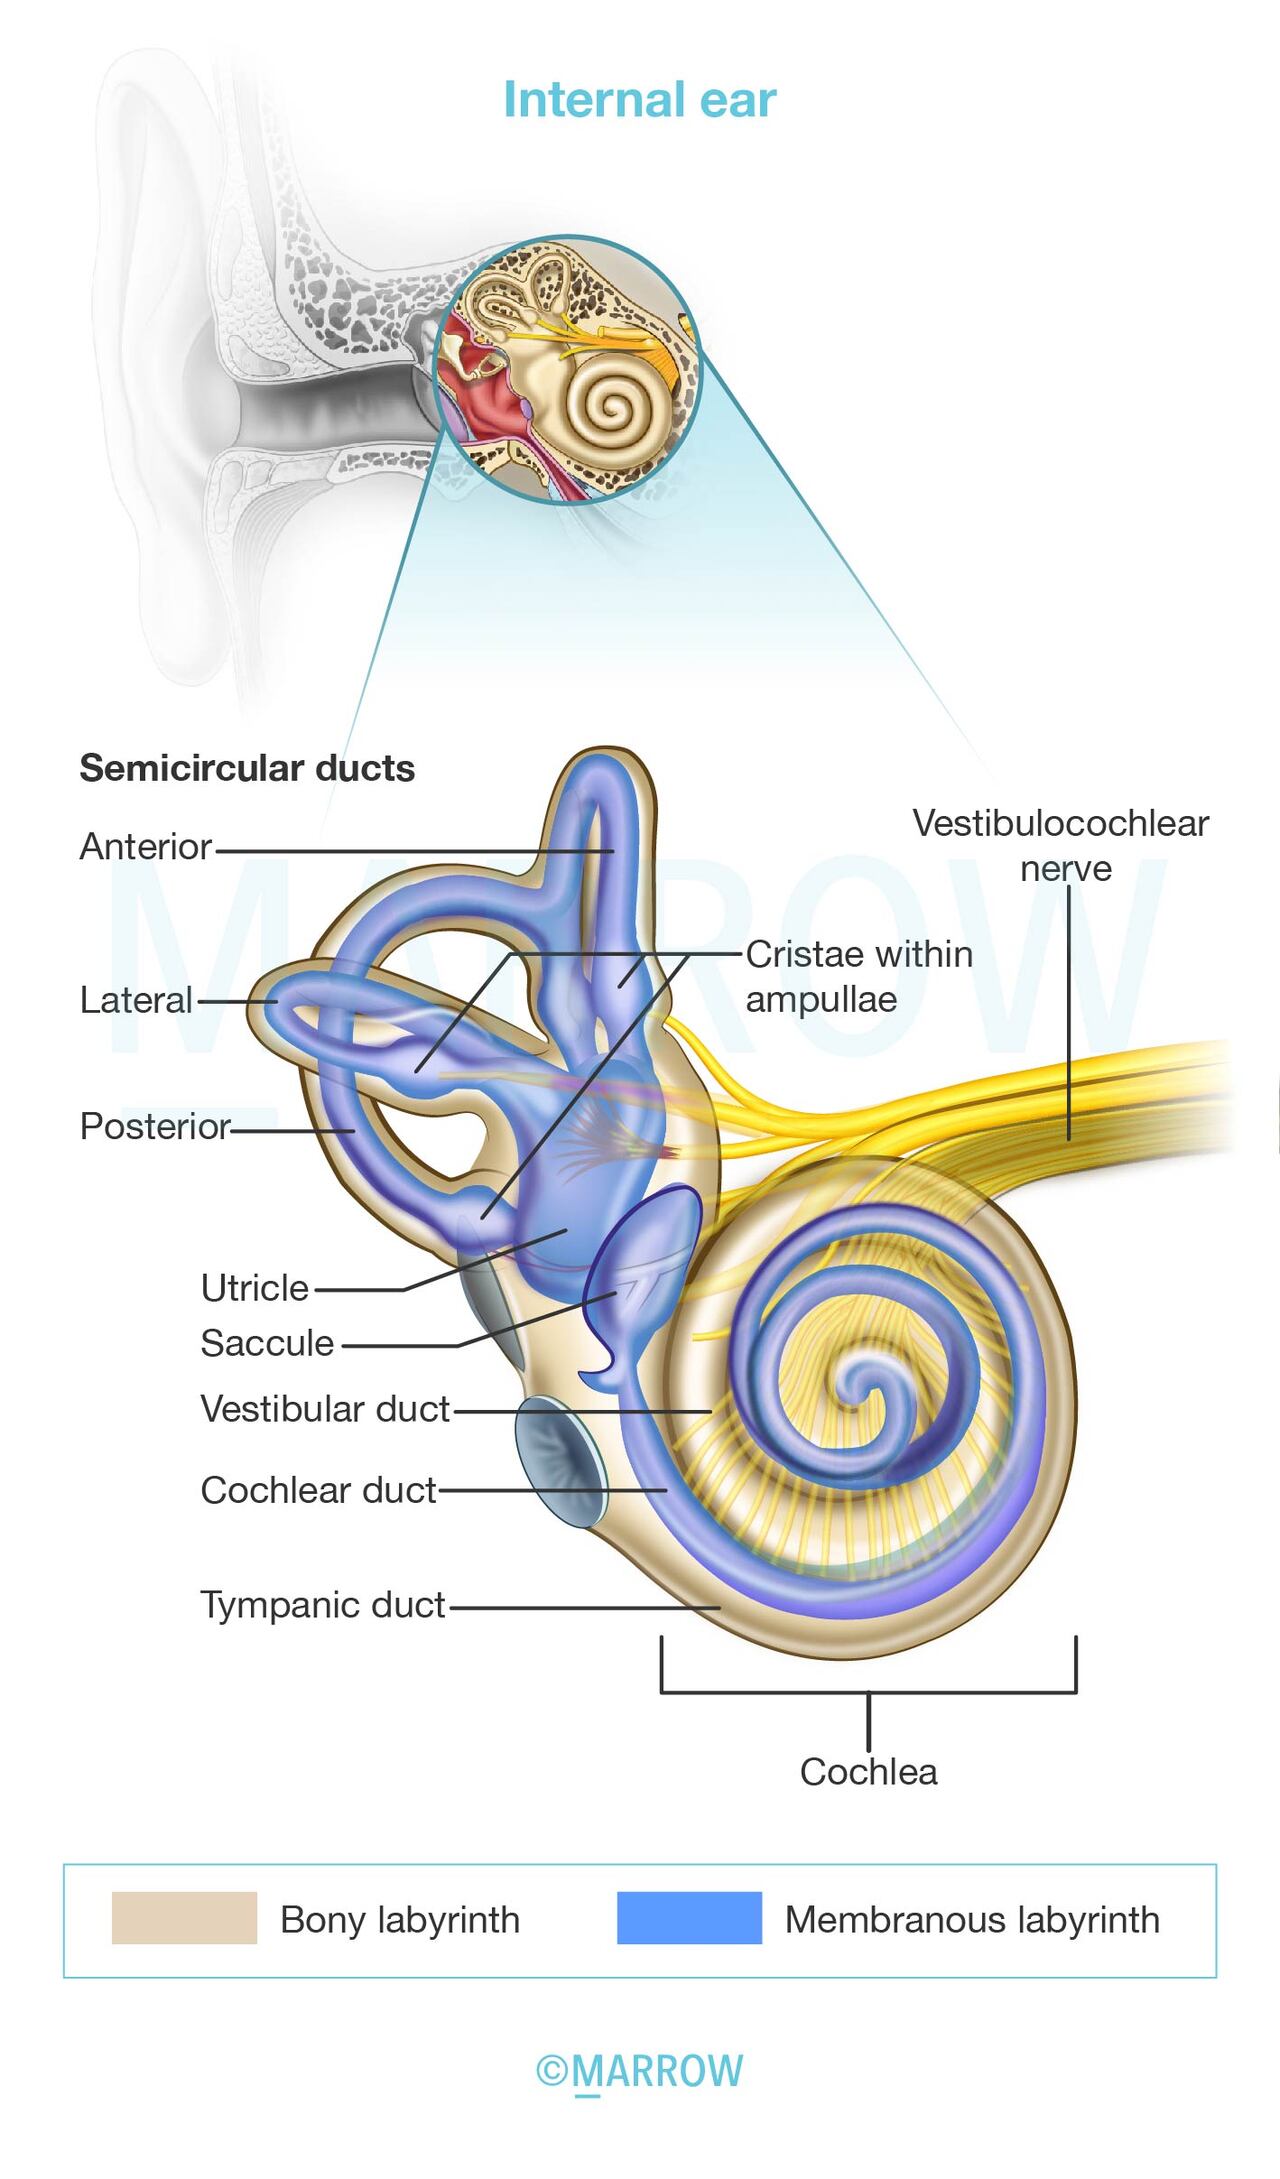 Internal ear
Semicircular ducts
Anterior
Vestibulocochlear
nerve
Cristae within
ampullae
Lateral
Posterior
Utricle
Saccule
Vestibular duct
Cochlear duct
Tympanic duct
Cochlea
Bony labyrinth
Membranous labyrinth
MARROW
©MARROW